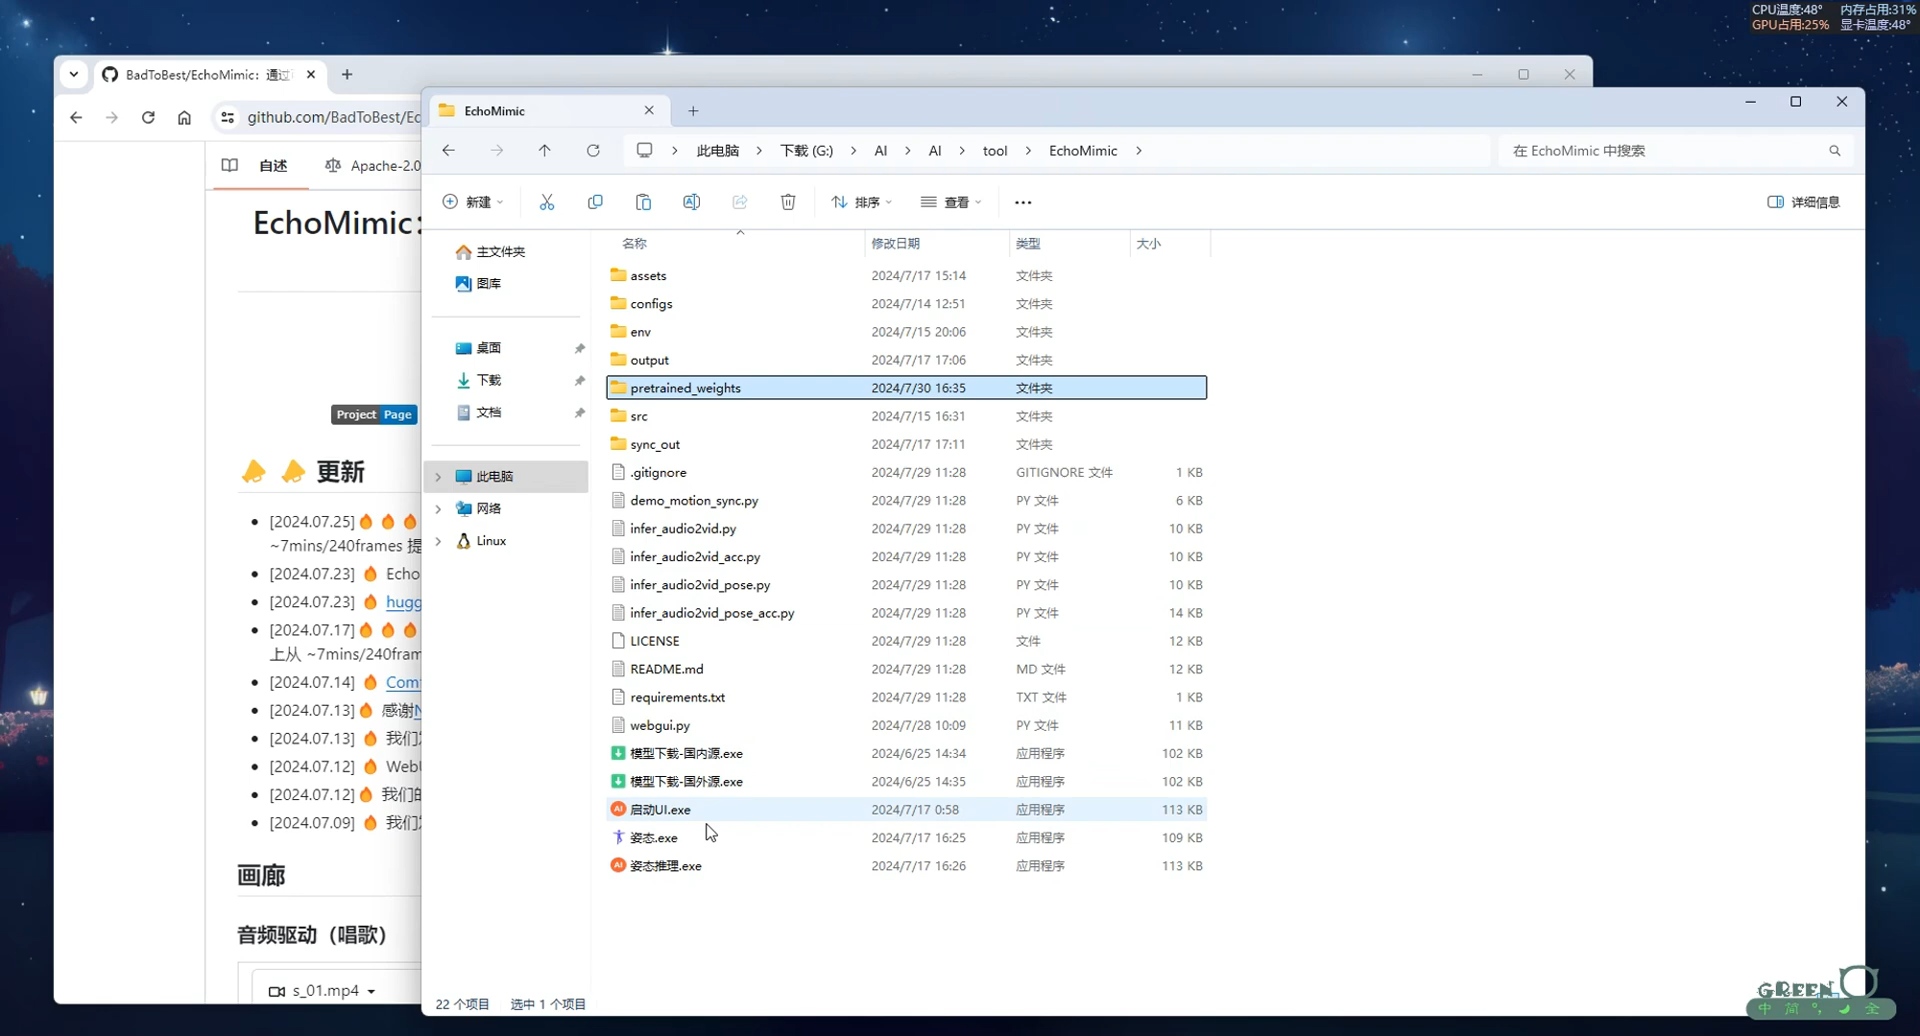 CPU温度:48° 内存占用:31%
GPU占用:25% 显卡温度:48°
BadToBest/EchoMimic：通过
github.com/BadToBest/Ec
自述
Apache-2.0
EchoMimic：
Project Page
更新
[2024.07.25]
~7mins/240frames 提
[2024.07.23] Echo
[2024.07.23] hugg
[2024.07.17]
上从 ~7mins/240fram
[2024.07.14] Com
[2024.07.13] 感谢N
[2024.07.13] 我们
[2024.07.12] WebU
[2024.07.12] 我们的
[2024.07.09] 我们
画廊
音频驱动（唱歌）
s_01.mp4
EchoMimic
此电脑 > 下载 (G:) > AI > AI > tool > EchoMimic >
在 EchoMimic 中搜索
新建 排序 查看 ··· 详细信息
主文件夹
图库
桌面
下载
文档
此电脑
网络
Linux
名称 修改日期 类型 大小
assets 2024/7/17 15:14 文件夹
configs 2024/7/14 12:51 文件夹
env 2024/7/15 20:06 文件夹
output 2024/7/17 17:06 文件夹
pretrained_weights 2024/7/30 16:35 文件夹
src 2024/7/15 16:31 文件夹
sync_out 2024/7/17 17:11 文件夹
.gitignore 2024/7/29 11:28 GITIGNORE 文件 1 KB
demo_motion_sync.py 2024/7/29 11:28 PY 文件 6 KB
infer_audio2vid.py 2024/7/29 11:28 PY 文件 10 KB
infer_audio2vid_acc.py 2024/7/29 11:28 PY 文件 10 KB
infer_audio2vid_pose.py 2024/7/29 11:28 PY 文件 10 KB
infer_audio2vid_pose_acc.py 2024/7/29 11:28 PY 文件 14 KB
LICENSE 2024/7/29 11:28 文件 12 KB
README.md 2024/7/29 11:28 MD 文件 12 KB
requirements.txt 2024/7/29 11:28 TXT 文件 1 KB
webgui.py 2024/7/28 10:09 PY 文件 11 KB
模型下载-国内源.exe 2024/6/25 14:34 应用程序 102 KB
模型下载-国外源.exe 2024/6/25 14:35 应用程序 102 KB
启动UI.exe 2024/7/17 0:58 应用程序 113 KB
姿态.exe 2024/7/17 16:25 应用程序 109 KB
姿态推理.exe 2024/7/17 16:26 应用程序 113 KB
22 个项目 选中 1 个项目
GREEN
中 简 °, 全